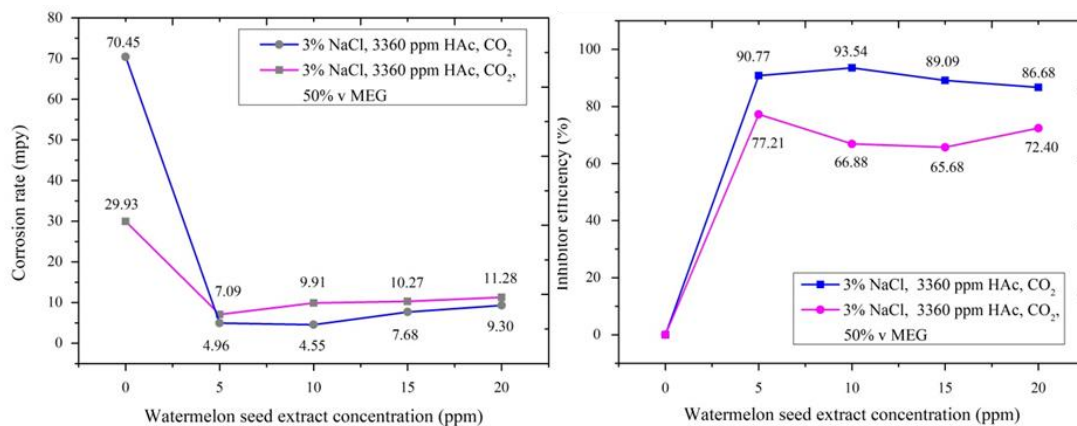 80
70
60
50
40
30
20
10
0
Corrosion rate (mpy)
70.45
29.93
7.09
9.91
10.27
11.28
4.96
4.55
7.68
9.30
3% NaCl, 3360 ppm HAc, CO₂
3% NaCl, 3360 ppm HAc, CO₂,
50% v MEG
0 5 10 15 20
Watermelon seed extract concentration (ppm)
100
80
60
40
20
0
Inhibitor efficiency (%)
90.77
93.54
89.09
86.68
77.21
66.88
65.68
72.40
3% NaCl, 3360 ppm HAc, CO₂
3% NaCl, 3360 ppm HAc, CO₂,
50% v MEG
0 5 10 15 20
Watermelon seed extract concentration (ppm)